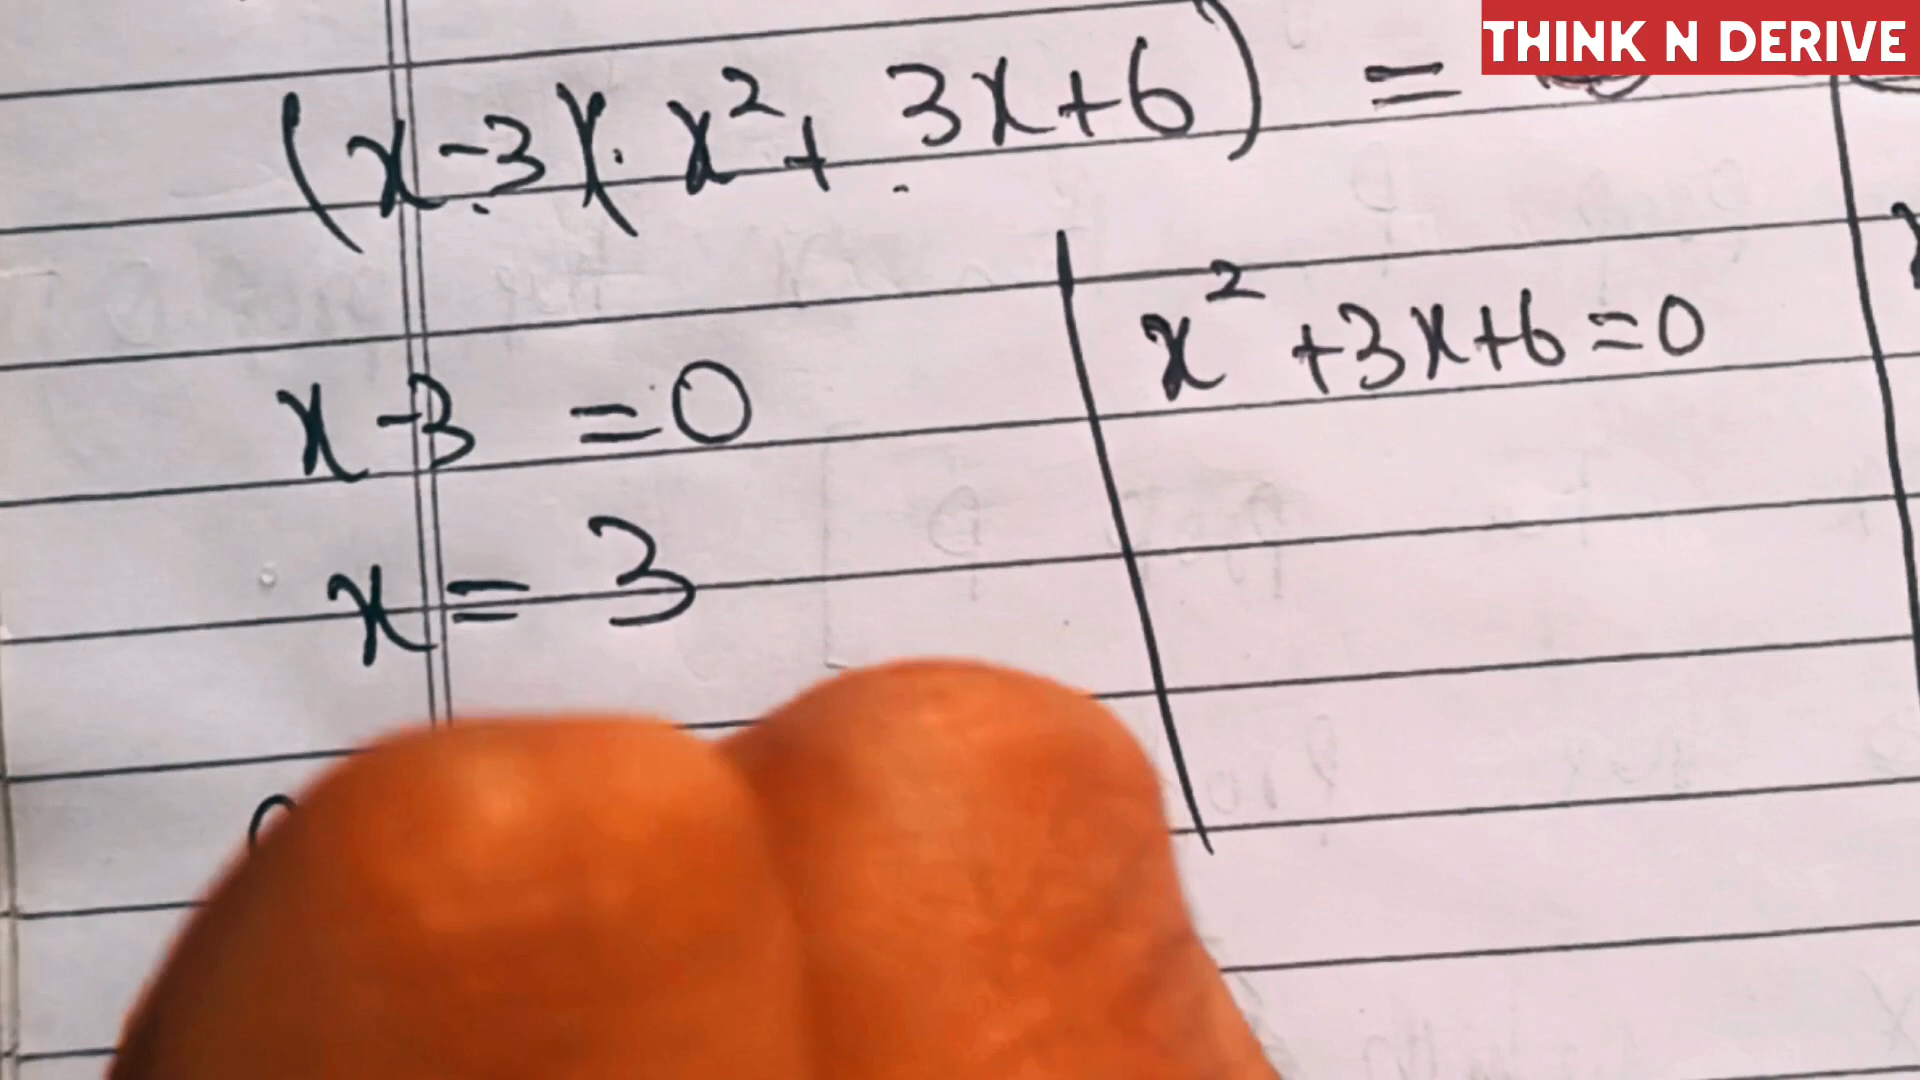 THINK N DERIVE
(x-3)(x²+3x+6) =
x-3 =0
x = 3
x²+3x+6=0